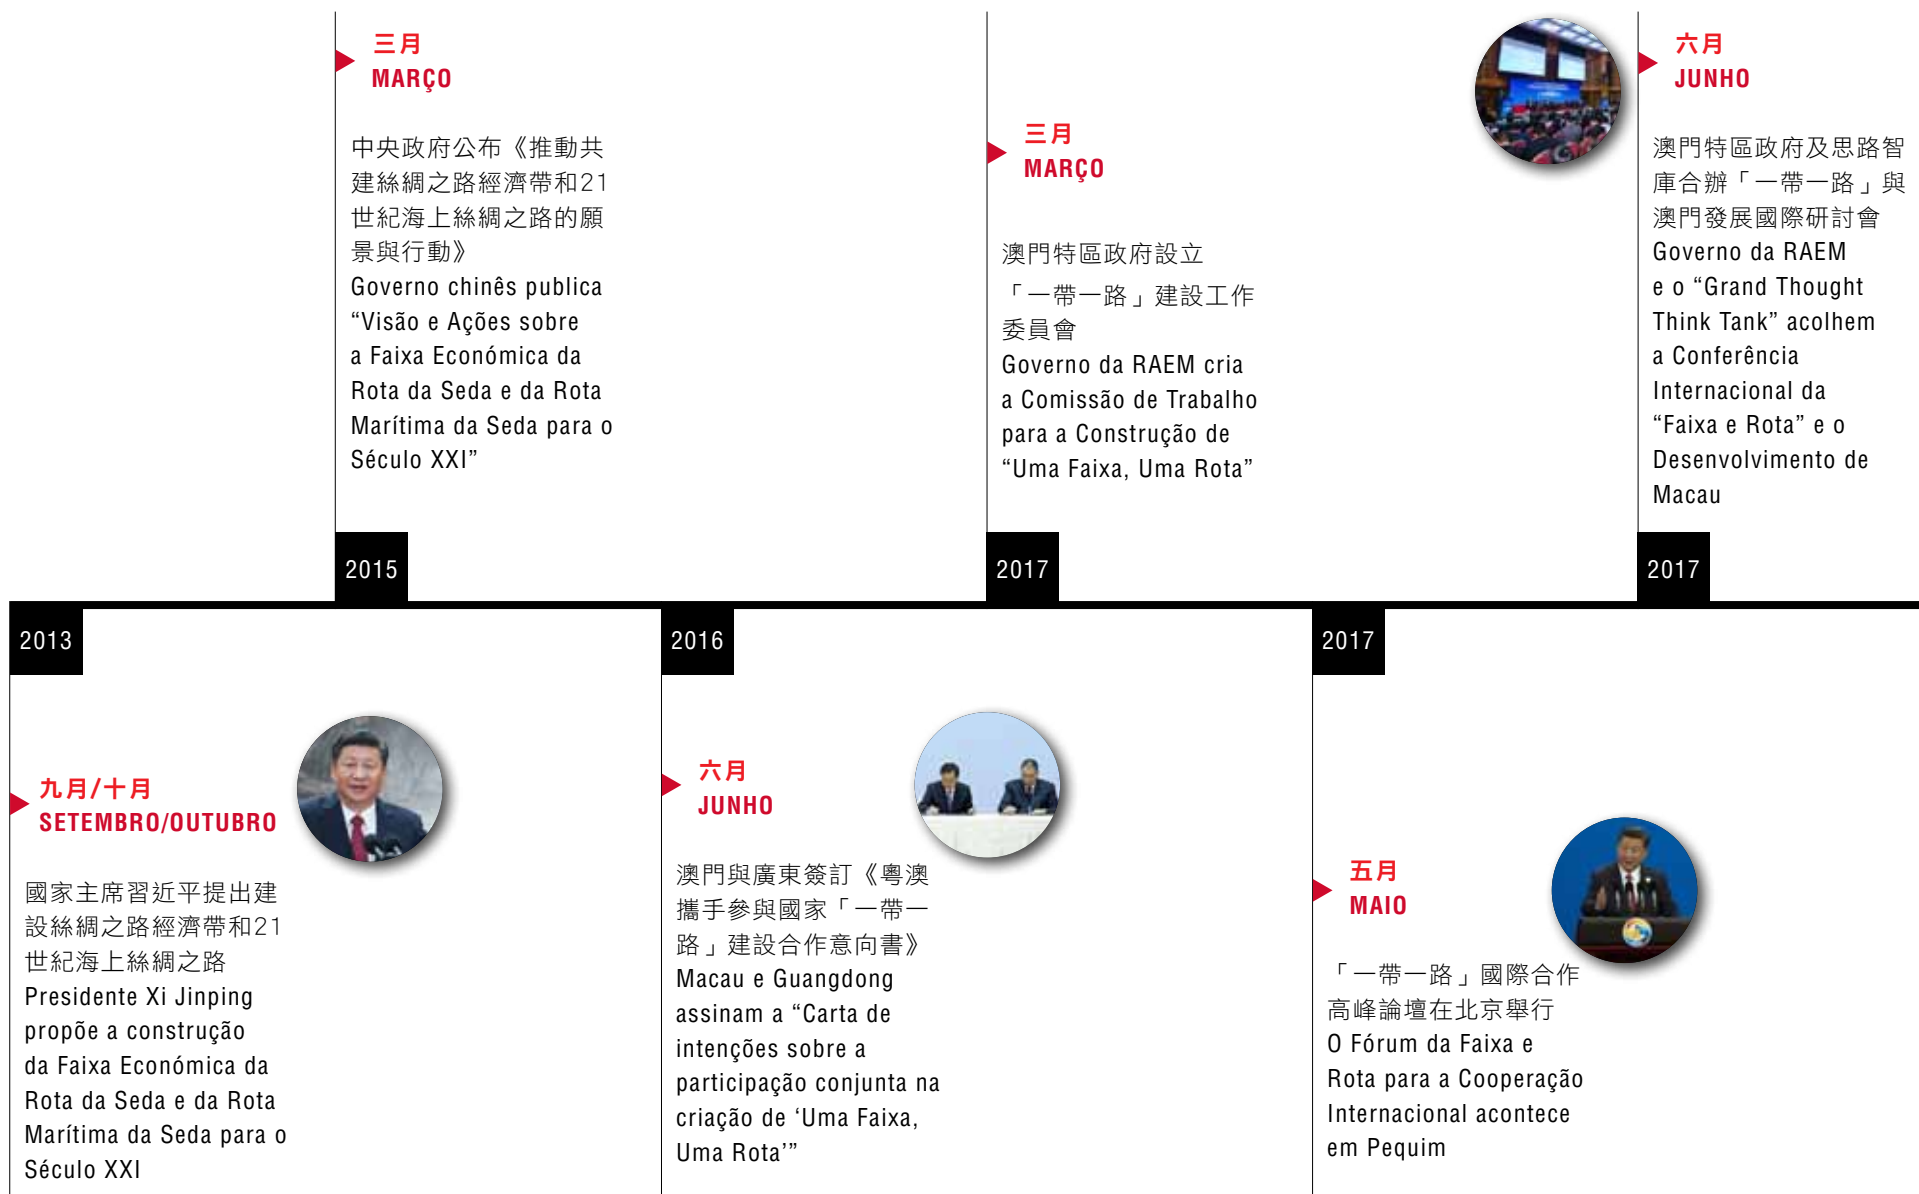 三月
MARÇO
中央政府公布《推動共
建絲綢之路經濟帶和21
世紀海上絲綢之路的願
景與行動》
Governo chinês publica
“Visão e Ações sobre
a Faixa Económica da
Rota da Seda e da Rota
Marítima da Seda para o
Século XXI”
2015
三月
MARÇO
澳門特區政府設立
「一帶一路」建設工作
委員會
Governo da RAEM cria
a Comissão de Trabalho
para a Construção de
“Uma Faixa, Uma Rota”
2017
六月
JUNHO
澳門特區政府及思路智
庫合辦「一帶一路」與
澳門發展國際研討會
Governo da RAEM
e o “Grand Thought
Think Tank” acolhem
a Conferência
Internacional da
“Faixa e Rota” e o
Desenvolvimento de
Macau
2017
2013
九月/十月
SETEMBRO/OUTUBRO
國家主席習近平提出建
設絲綢之路經濟帶和21
世紀海上絲綢之路
Presidente Xi Jinping
propõe a construção
da Faixa Económica da
Rota da Seda e da Rota
Marítima da Seda para o
Século XXI
2016
六月
JUNHO
澳門與廣東簽訂《粵澳
攜手參與國家「一帶一
路」建設合作意向書》
Macau e Guangdong
assinam a “Carta de
intenções sobre a
participação conjunta na
criação de ‘Uma Faixa,
Uma Rota’”
2017
五月
MAIO
「一帶一路」國際合作
高峰論壇在北京舉行
O Fórum da Faixa e
Rota para a Cooperação
Internacional acontece
em Pequim